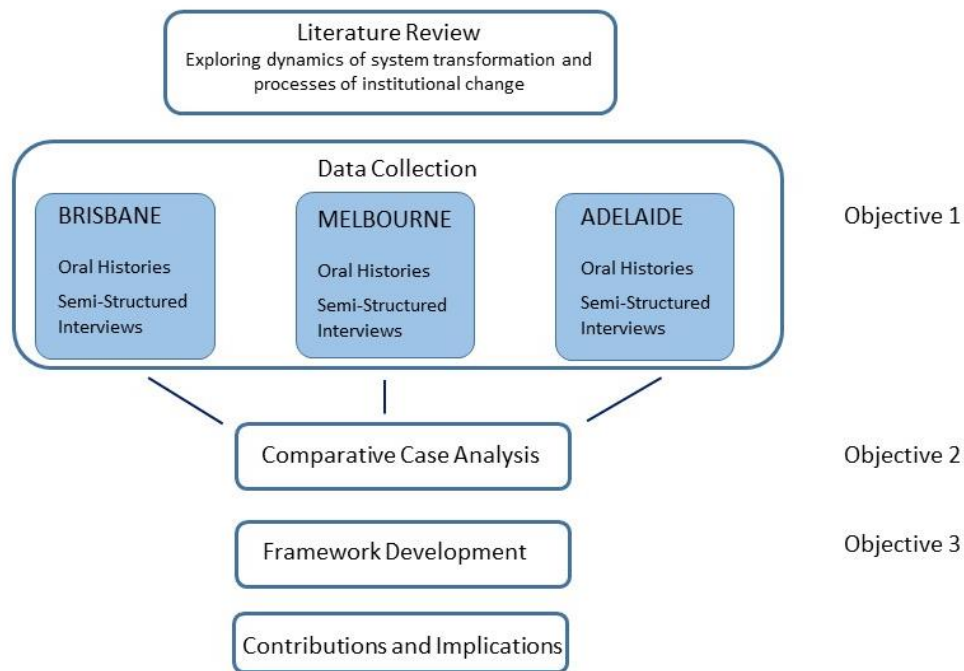 Literature Review
Exploring dynamics of system transformation and
processes of institutional change
Data Collection
BRISBANE
Oral Histories
Semi-Structured
Interviews
MELBOURNE
Oral Histories
Semi-Structured
Interviews
ADELAIDE
Oral Histories
Semi-Structured
Interviews
Objective 1
Comparative Case Analysis
Objective 2
Framework Development
Objective 3
Contributions and Implications